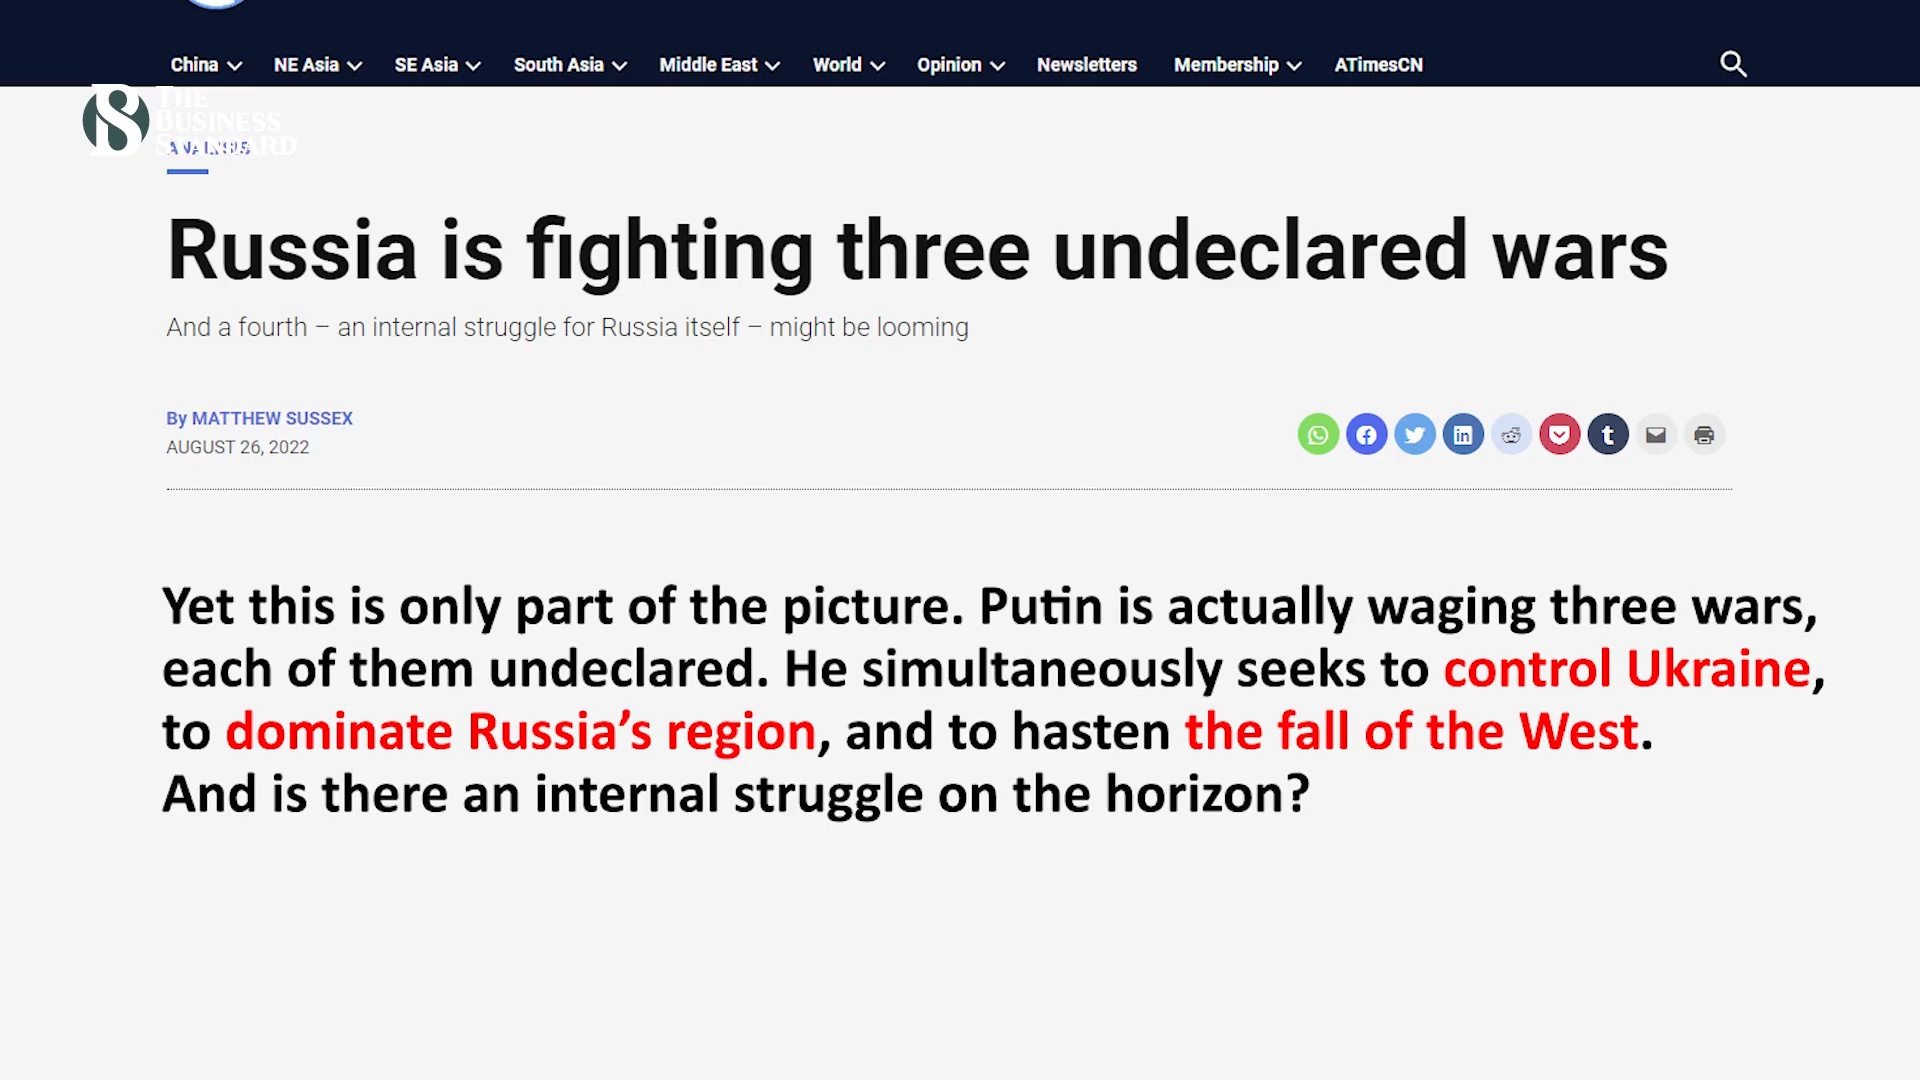 China NE Asia SE Asia South Asia Middle East World Opinion Newsletters Membership ATimesCN
THE
BUSINESS
STANDARD
ANALYSIS
Russia is fighting three undeclared wars
And a fourth – an internal struggle for Russia itself – might be looming
By MATTHEW SUSSEX
AUGUST 26, 2022
Yet this is only part of the picture. Putin is actually waging three wars,
each of them undeclared. He simultaneously seeks to control Ukraine,
to dominate Russia’s region, and to hasten the fall of the West.
And is there an internal struggle on the horizon?